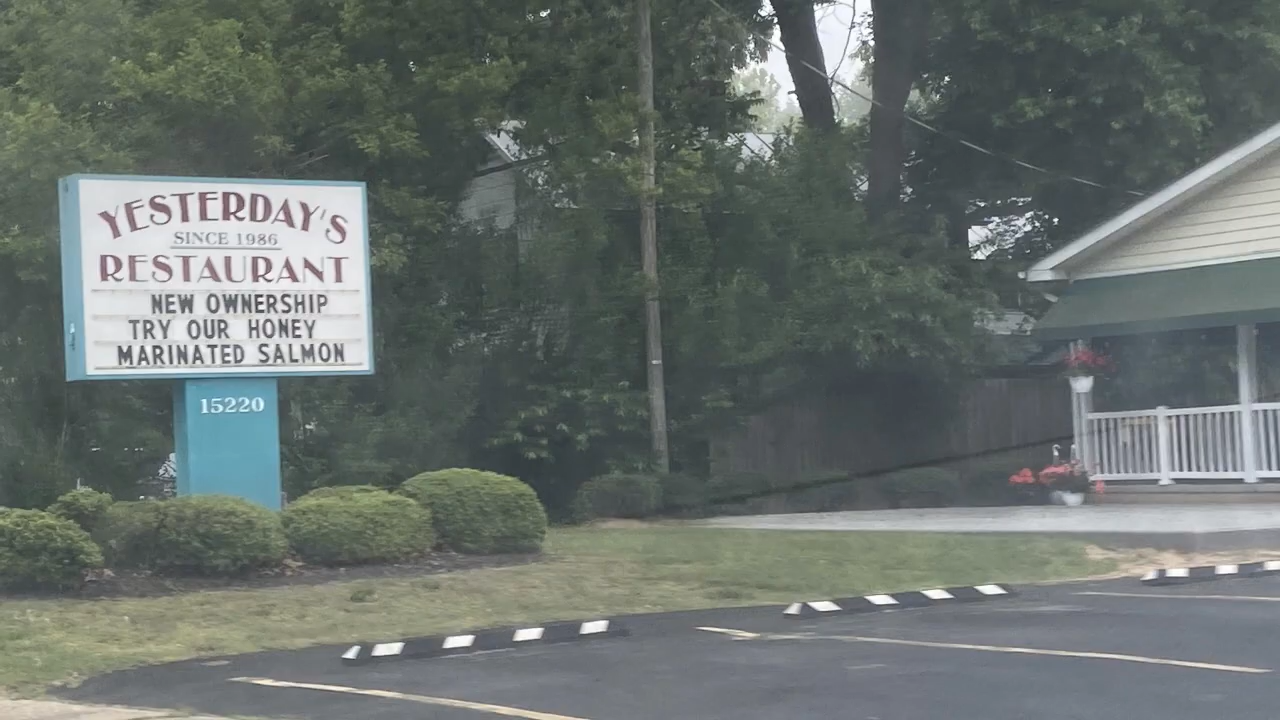 YESTERDAY'S
SINCE 1986
RESTAURANT
NEW OWNERSHIP
TRY OUR HONEY
MARINATED SALMON
15220